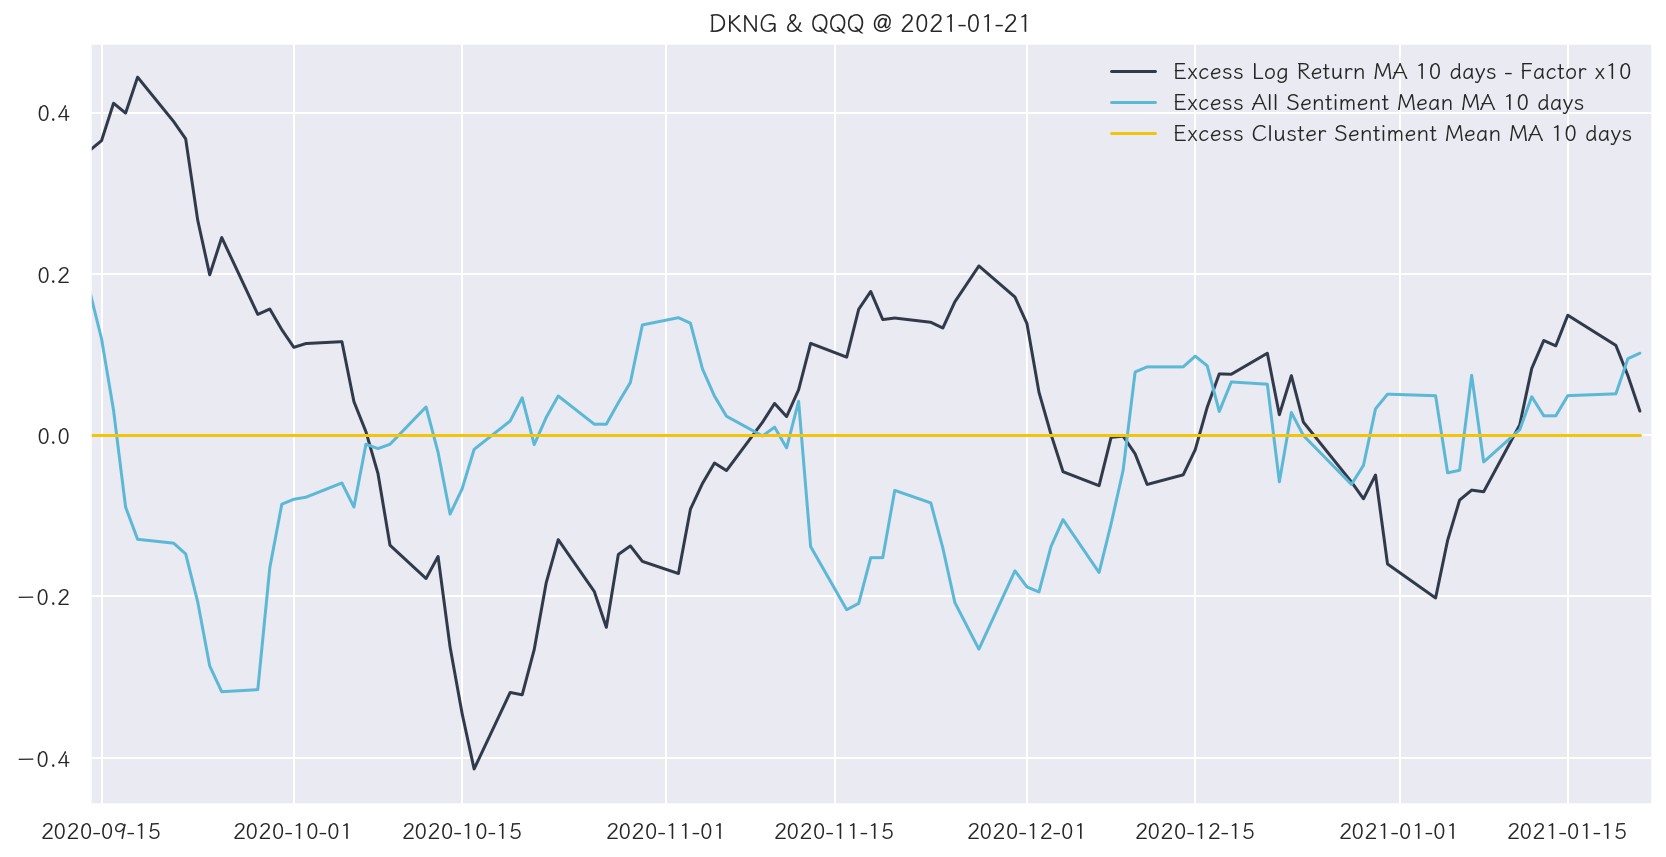 DKNG & QQQ @ 2021-01-21
Excess Log Return MA 10 days - Factor x10
Excess All Sentiment Mean MA 10 days
Excess Cluster Sentiment Mean MA 10 days
0.4
0.2
0.0
−0.2
−0.4
2020-09-15 2020-10-01 2020-10-15 2020-11-01 2020-11-15 2020-12-01 2020-12-15 2021-01-01 2021-01-15